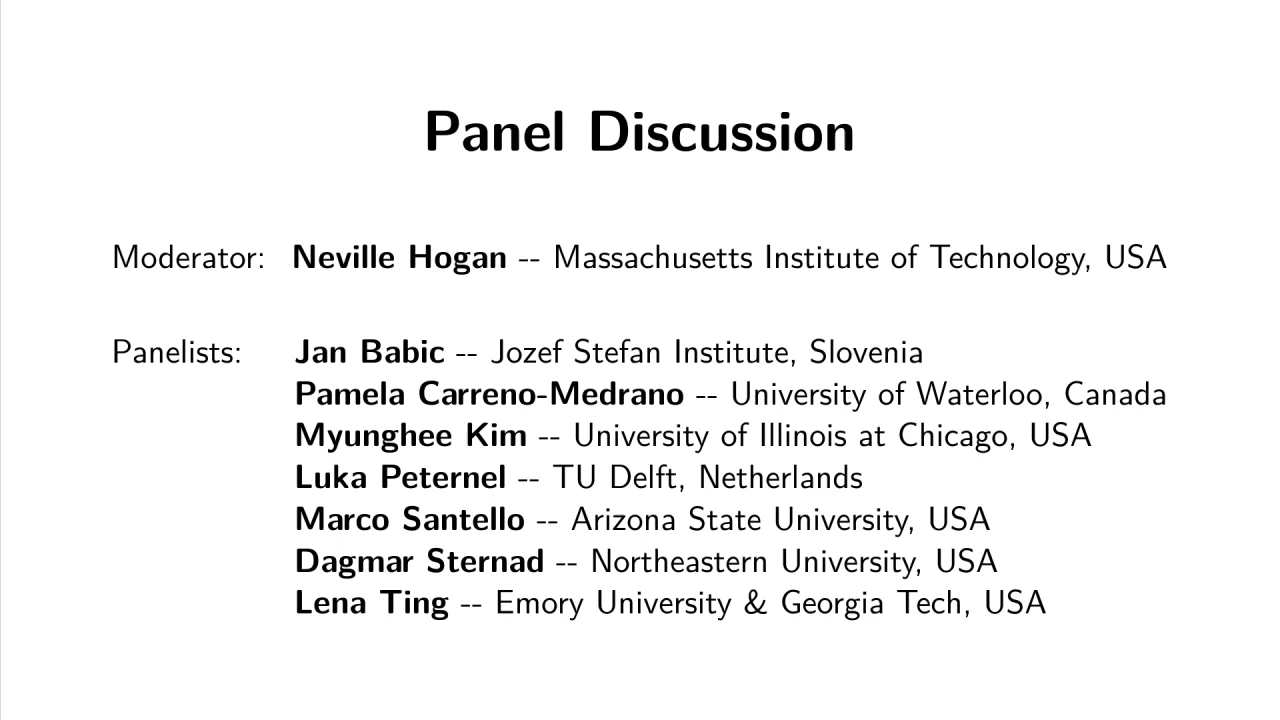 Panel Discussion
Moderator: Neville Hogan -- Massachusetts Institute of Technology, USA
Panelists: Jan Babic -- Jozef Stefan Institute, Slovenia
Pamela Carreno-Medrano -- University of Waterloo, Canada
Myunghee Kim -- University of Illinois at Chicago, USA
Luka Peternel -- TU Delft, Netherlands
Marco Santello -- Arizona State University, USA
Dagmar Sternad -- Northeastern University, USA
Lena Ting -- Emory University & Georgia Tech, USA